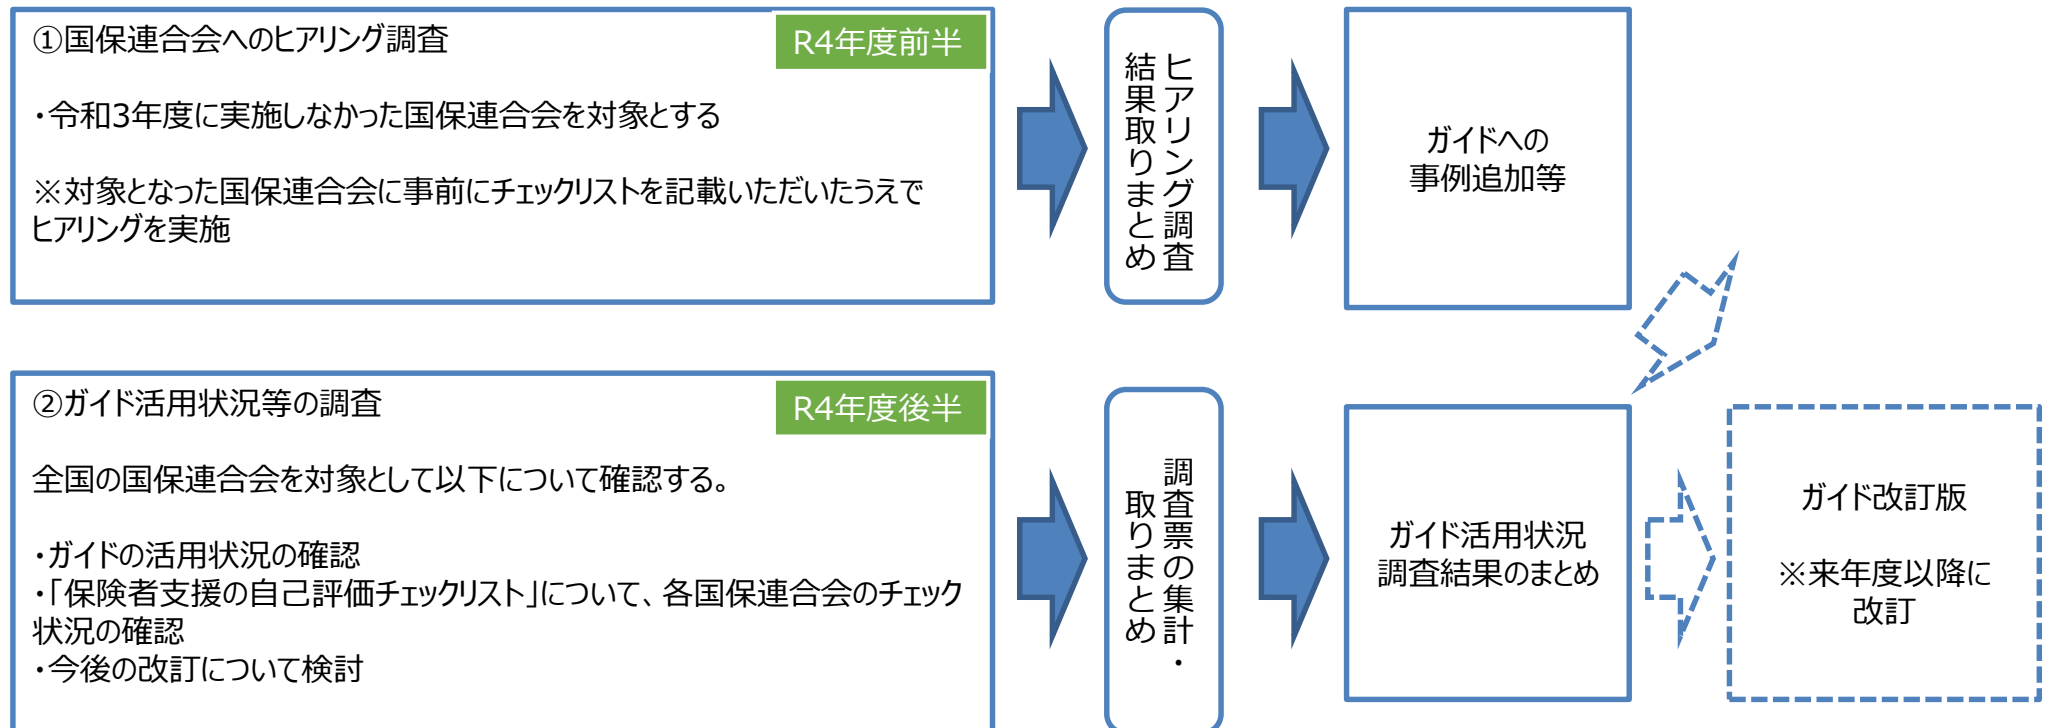 ①国保連合会へのヒアリング調査
R4年度前半
・令和3年度に実施しなかった国保連合会を対象とする
※対象となった国保連合会に事前にチェックリストを記載いただいたうえで
ヒアリングを実施
ヒアリング調査
結果取りまとめ
ガイドへの
事例追加等
②ガイド活用状況等の調査
R4年度後半
全国の国保連合会を対象として以下について確認する。
・ガイドの活用状況の確認
・「保険者支援の自己評価チェックリスト」について、各国保連合会のチェック
状況の確認
・今後の改訂について検討
調査票の集計・
取りまとめ
ガイド活用状況
調査結果のまとめ
ガイド改訂版
※来年度以降に
改訂